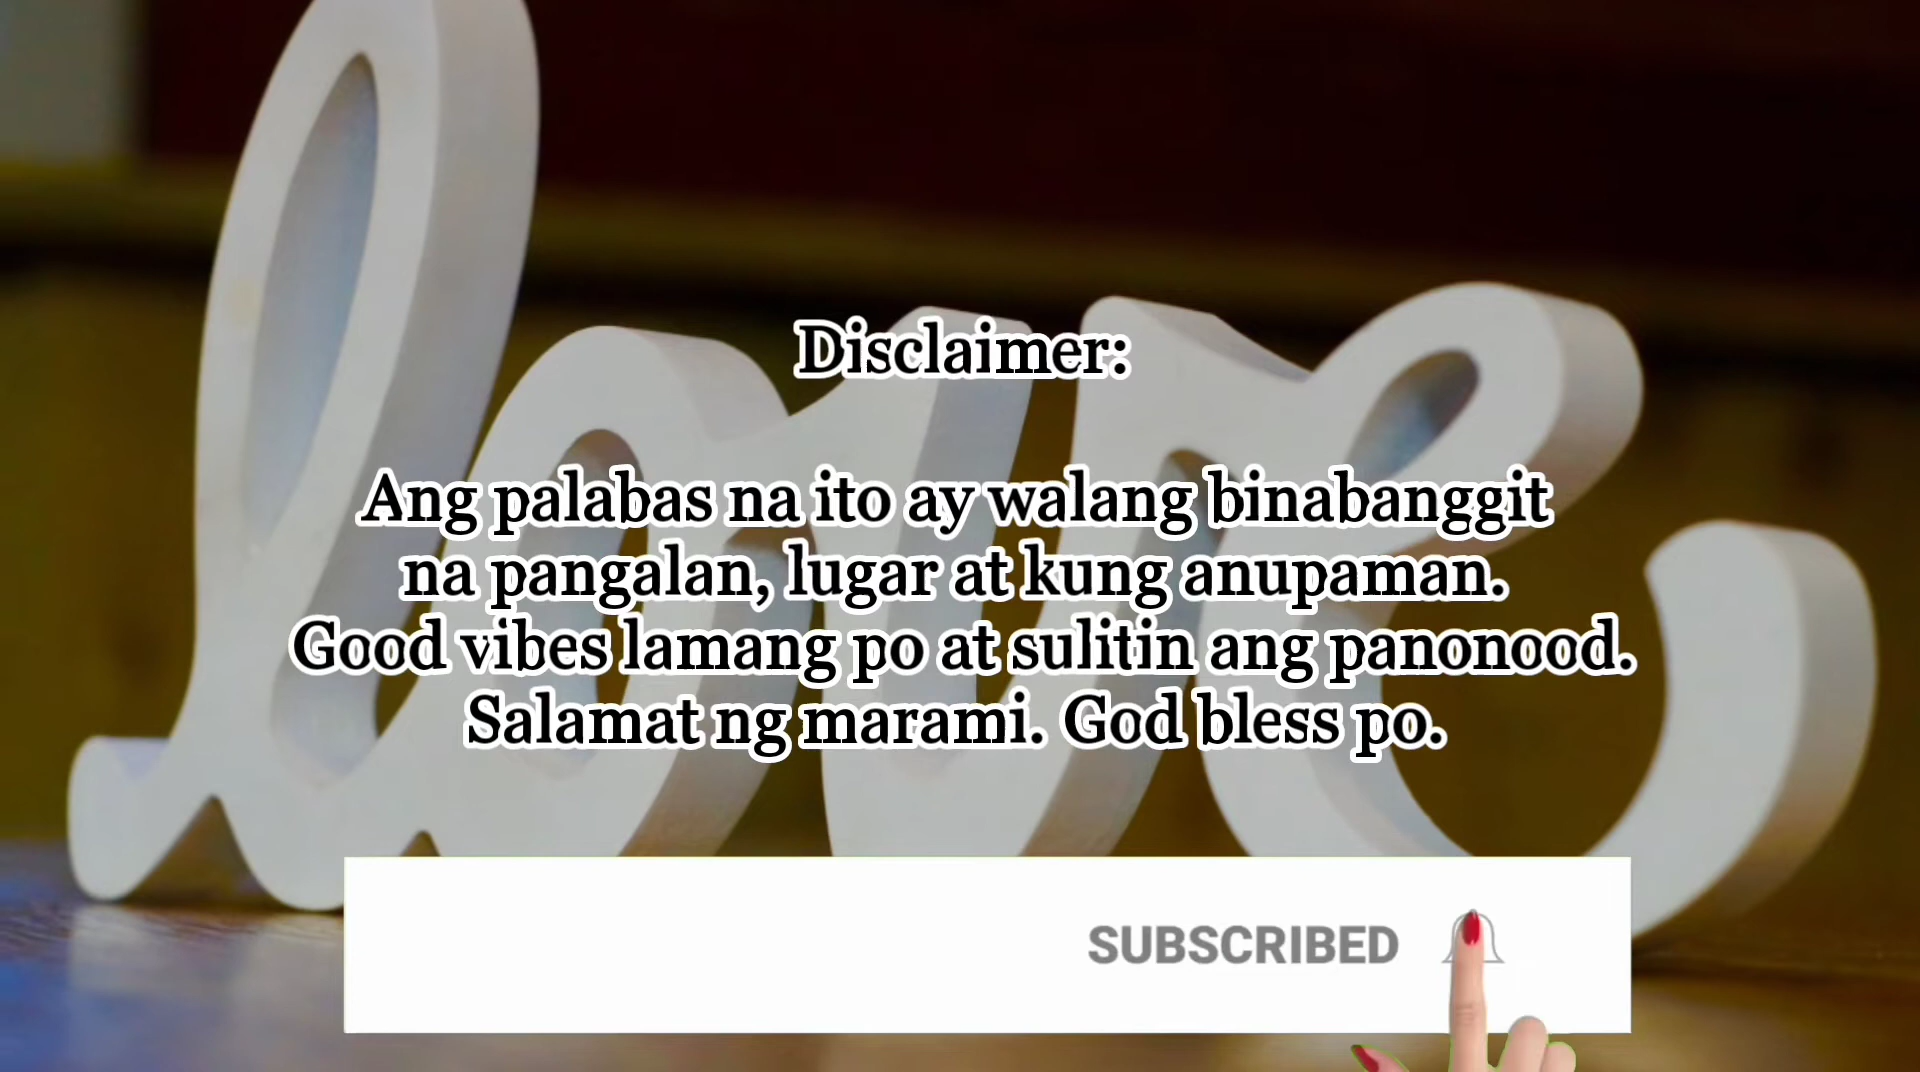 love
Disclaimer:
Ang palabas na ito ay walang binabanggit
na pangalan, lugar at kung anupaman.
Good vibes lamang po at sulitin ang panonood.
Salamat ng marami. God bless po.
SUBSCRIBED